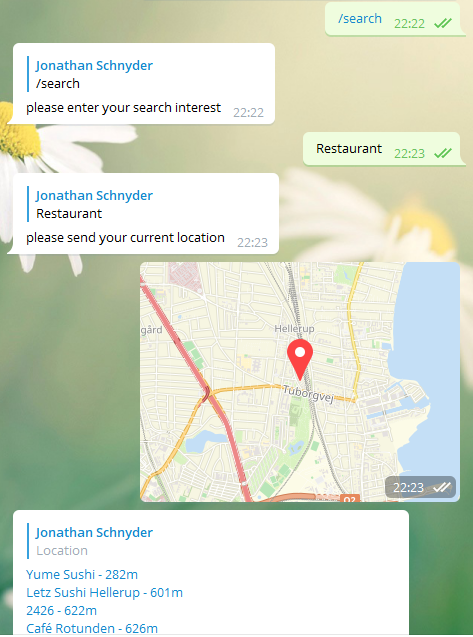 /search
22:22
Jonathan Schnyder
/search
please enter your search interest
22:22
Restaurant
22:23
Jonathan Schnyder
Restaurant
please send your current location
22:23
gård
Hellerup
Tuborgvej
O2
22:23
Jonathan Schnyder
Location
Yume Sushi - 282m
Letz Sushi Hellerup - 601m
2426 - 622m
Café Rotunden - 626m